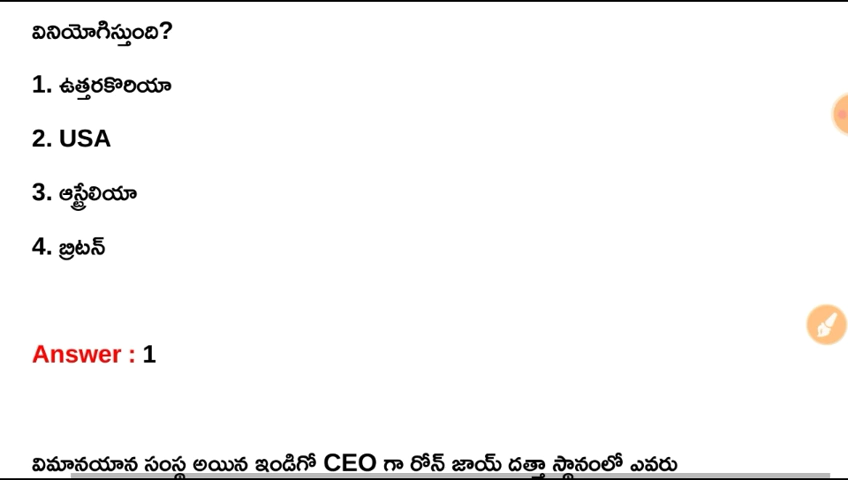 వినియోగిస్తుంది?
1. ఉత్తరకొరియా
2. USA
3. ఆస్ట్రేలియా
4. బ్రిటన్
Answer : 1
విమానయాన సంస్థ అయిన ఇండిగో CEO గా రోన్ జాయ్ దత్తా స్థానంలో ఎవరు